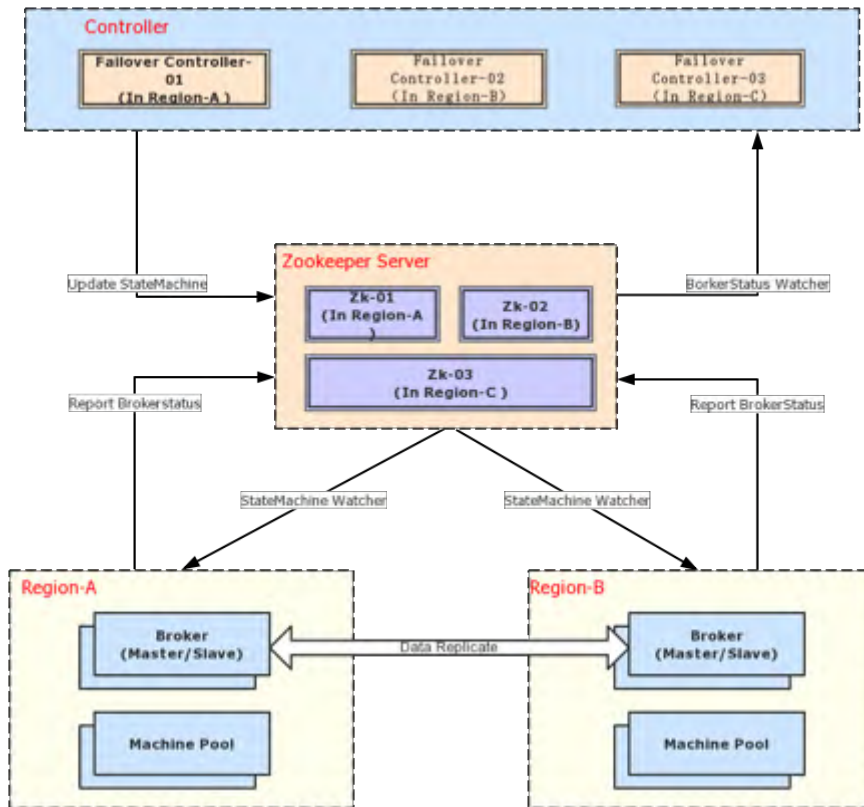 Controller
Failover Controller-
01
(In Region-A )
Failover
Controller-02
(In Region-B)
Failover
Controller-03
(In Region-C)
Update StateMachine
Zookeeper Server
BorkerStatus Watcher
Zk-01
(In Region-A
)
Zk-02
(In Region-B)
Zk-03
(In Region-C )
Report Brokerstatus
Report BrokerStatus
StateMachine Watcher
StateMachine Watcher
Region-A
Region-B
Broker
(Master/Slave)
Data Replicate
Broker
(Master/Slave)
Machine Pool
Machine Pool